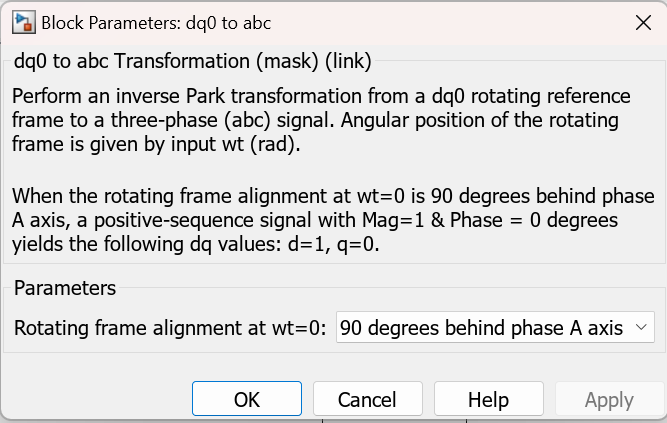 Block Parameters: dq0 to abc
dq0 to abc Transformation (mask) (link)
Perform an inverse Park transformation from a dq0 rotating reference
frame to a three-phase (abc) signal. Angular position of the rotating
frame is given by input wt (rad).
When the rotating frame alignment at wt=0 is 90 degrees behind phase
A axis, a positive-sequence signal with Mag=1 & Phase = 0 degrees
yields the following dq values: d=1, q=0.
Parameters
Rotating frame alignment at wt=0: 90 degrees behind phase A axis
OK Cancel Help Apply